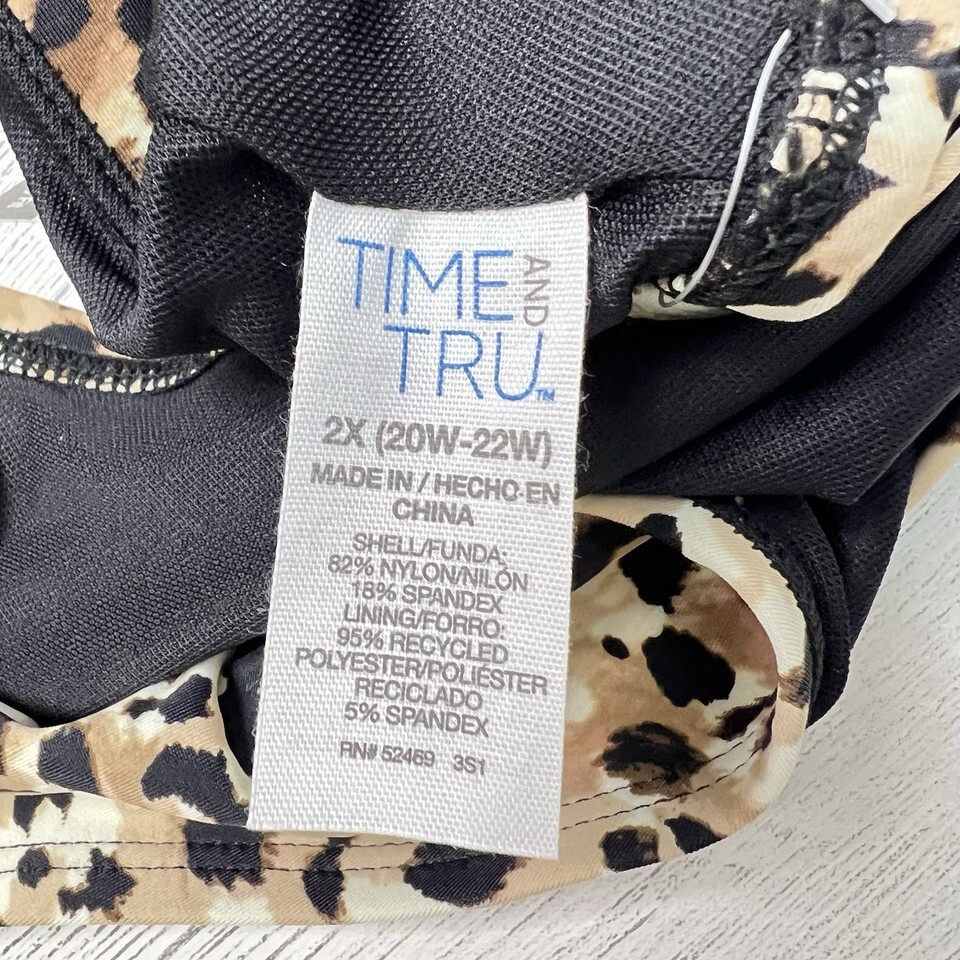 TIME AND
TRU™
2X (20W-22W)
MADE IN / HECHO EN
CHINA
SHELL/FUNDA:
82% NYLON/NILÓN
18% SPANDEX
LINING/FORRO:
95% RECYCLED
POLYESTER/POLIÉSTER
RECICLADO
5% SPANDEX
RN# 52469 3S1